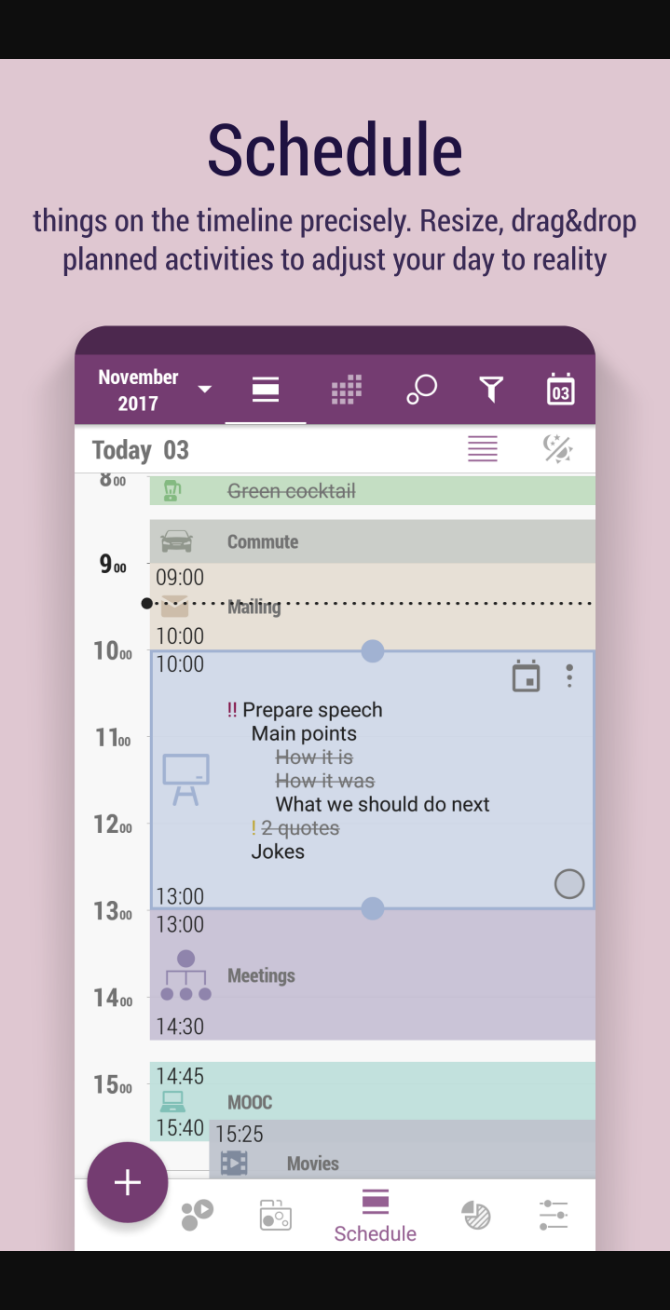 Schedule
things on the timeline precisely. Resize, drag&drop
planned activities to adjust your day to reality
November
2017
03
Today 03
8 00
Green cocktail
Commute
9 00
09:00
Mailing
10:00
10 00
10:00
!! Prepare speech
Main points
11 00
How it is
How it was
What we should do next
12 00
! 2 quotes
Jokes
13:00
13 00
13:00
Meetings
14 00
14:30
15 00
14:45
MOOC
15:40
15:25
Movies
+
Schedule